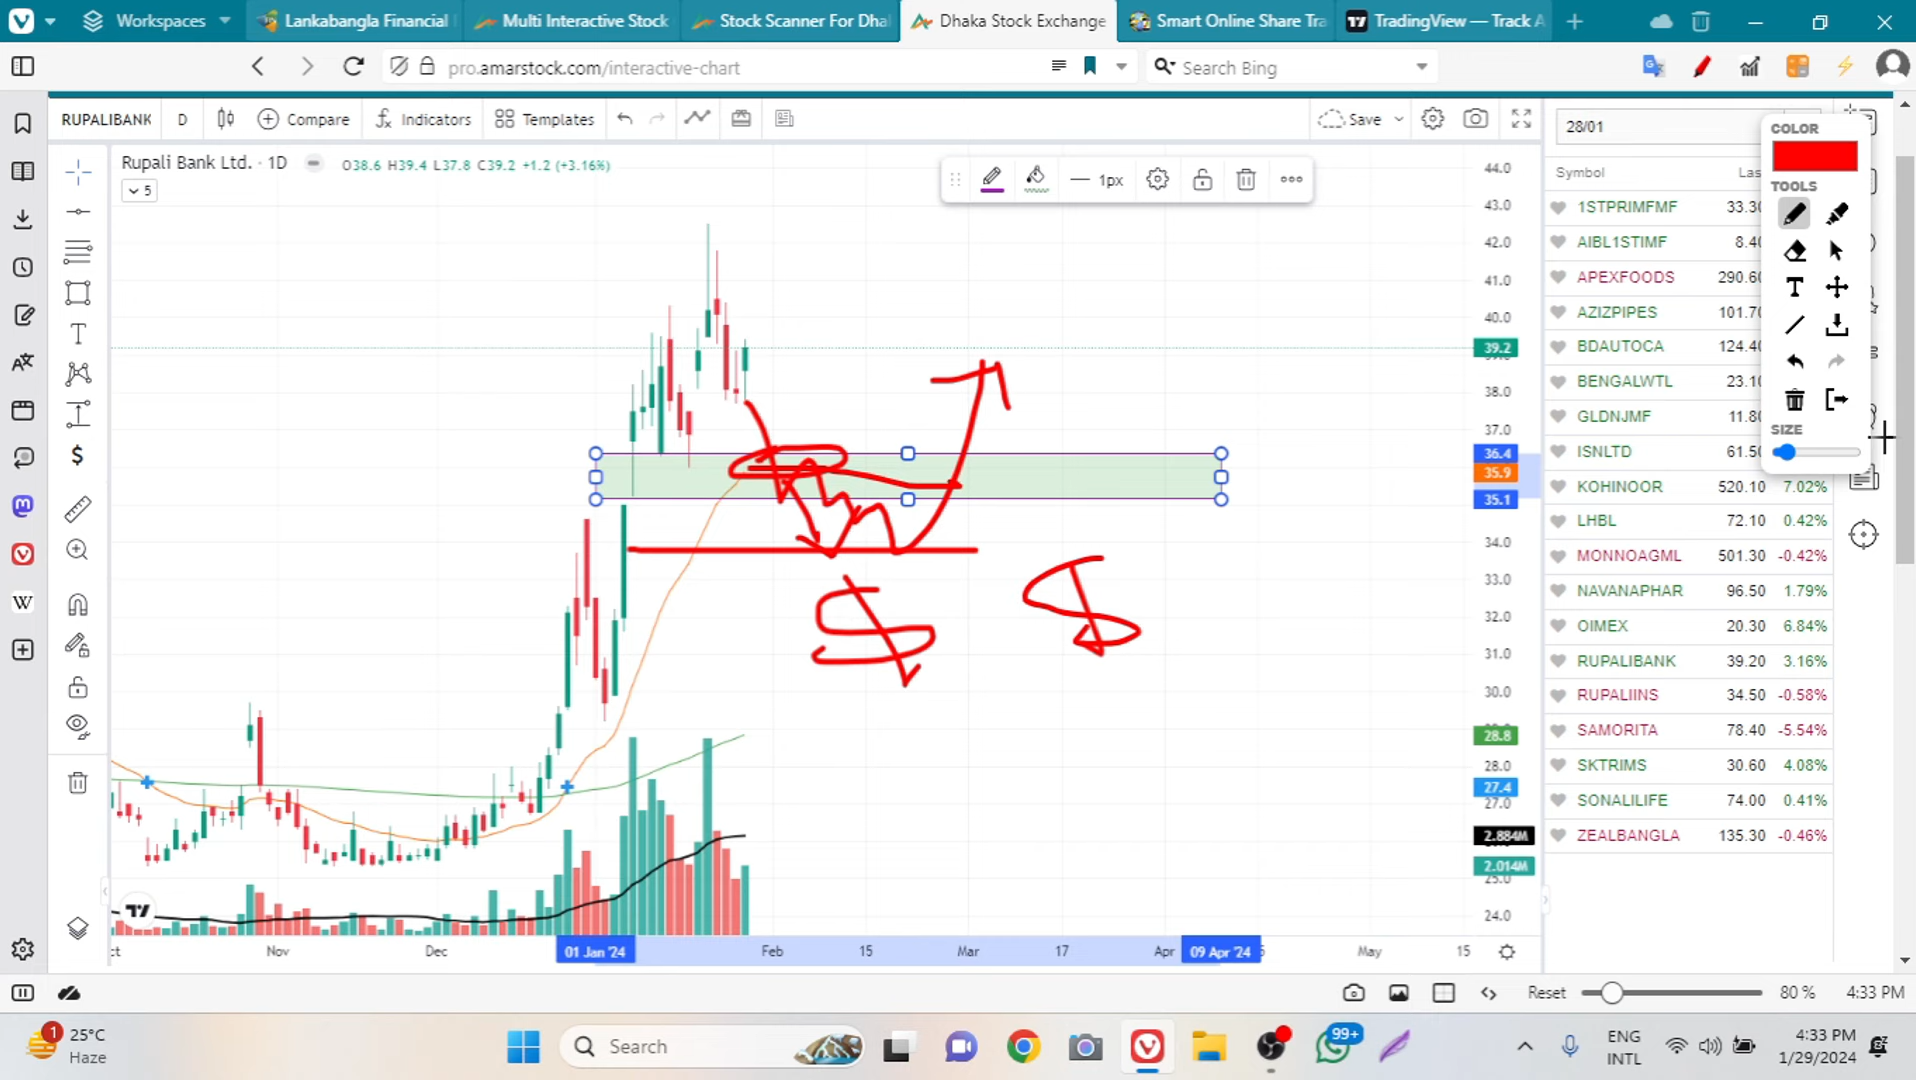 Workspaces
Lankabangla Financial
Multi Interactive Stock
Stock Scanner For Dha
Dhaka Stock Exchange
Smart Online Share Tra
TradingView — Track A
pro.amarstock.com/interactive-chart
Search Bing
RUPALIBANK
D
Compare
Indicators
Templates
Save
28/01
COLOR
TOOLS
SIZE
Rupali Bank Ltd. · 1D
O38.6 H39.4 L37.8 C39.2 +1.2 (+3.16%)
5
1px
Symbol
Las
1STPRIMFMF 33.30
AIBL1STIMF 8.40
APEXFOODS 290.60
AZIZPIPES 101.70
BDAUTOCA 124.40
BENGALWTL 23.10
GLDNJMF 11.80
ISNLTD 61.50
KOHINOOR 520.10 7.02%
LHBL 72.10 0.42%
MONNOAGML 501.30 -0.42%
NAVANAPHAR 96.50 1.79%
OIMEX 20.30 6.84%
RUPALIBANK 39.20 3.16%
RUPALIINS 34.50 -0.58%
SAMORITA 78.40 -5.54%
SKTRIMS 30.60 4.08%
SONALILIFE 74.00 0.41%
ZEALBANGLA 135.30 -0.46%
44.0
43.0
42.0
41.0
40.0
39.2
38.0
37.0
36.4
35.9
35.1
34.0
33.0
32.0
31.0
30.0
28.8
28.0
27.4
27.0
2.884M
2.014M
25.0
24.0
$ $
Nov
Dec
01 Jan '24
Feb
15
Mar
17
Apr
09 Apr '24
May
15
Reset
80 %
4:33 PM
1
25°C
Haze
Search
99+
ENG
INTL
4:33 PM
1/29/2024